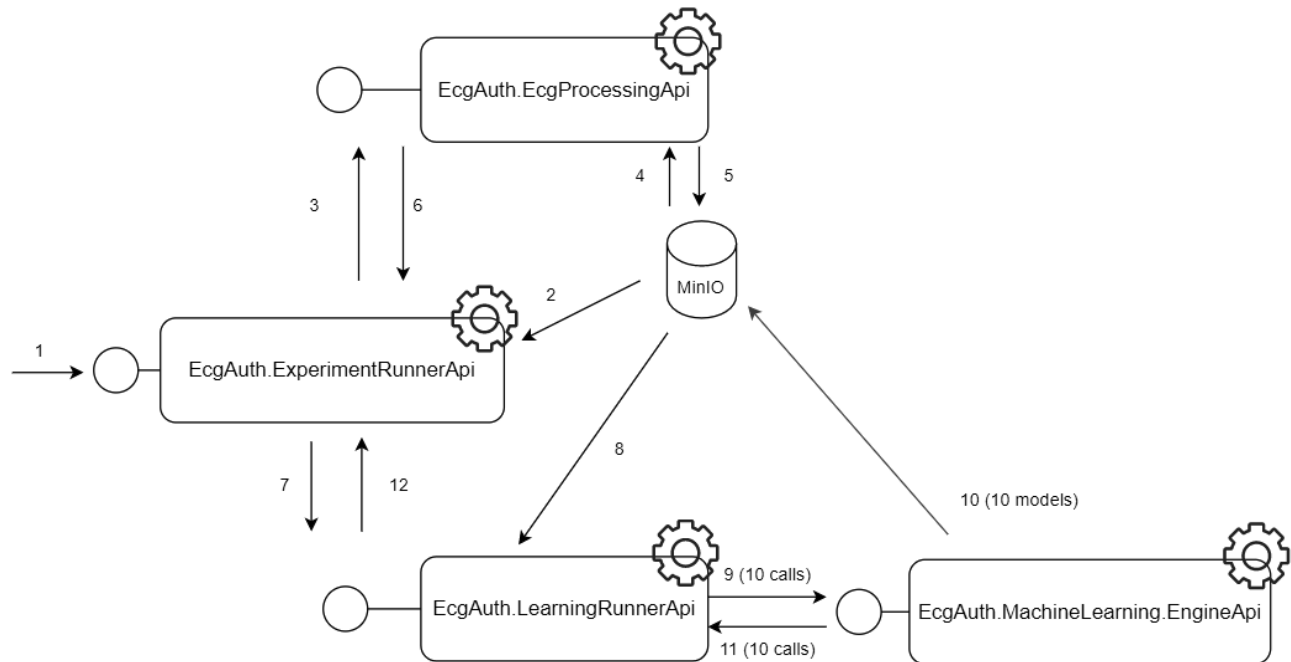 EcgAuth.EcgProcessingApi
4
5
3
6
MinIO
2
1
EcgAuth.ExperimentRunnerApi
8
7
12
10 (10 models)
9 (10 calls)
EcgAuth.LearningRunnerApi
EcgAuth.MachineLearning.EngineApi
11 (10 calls)